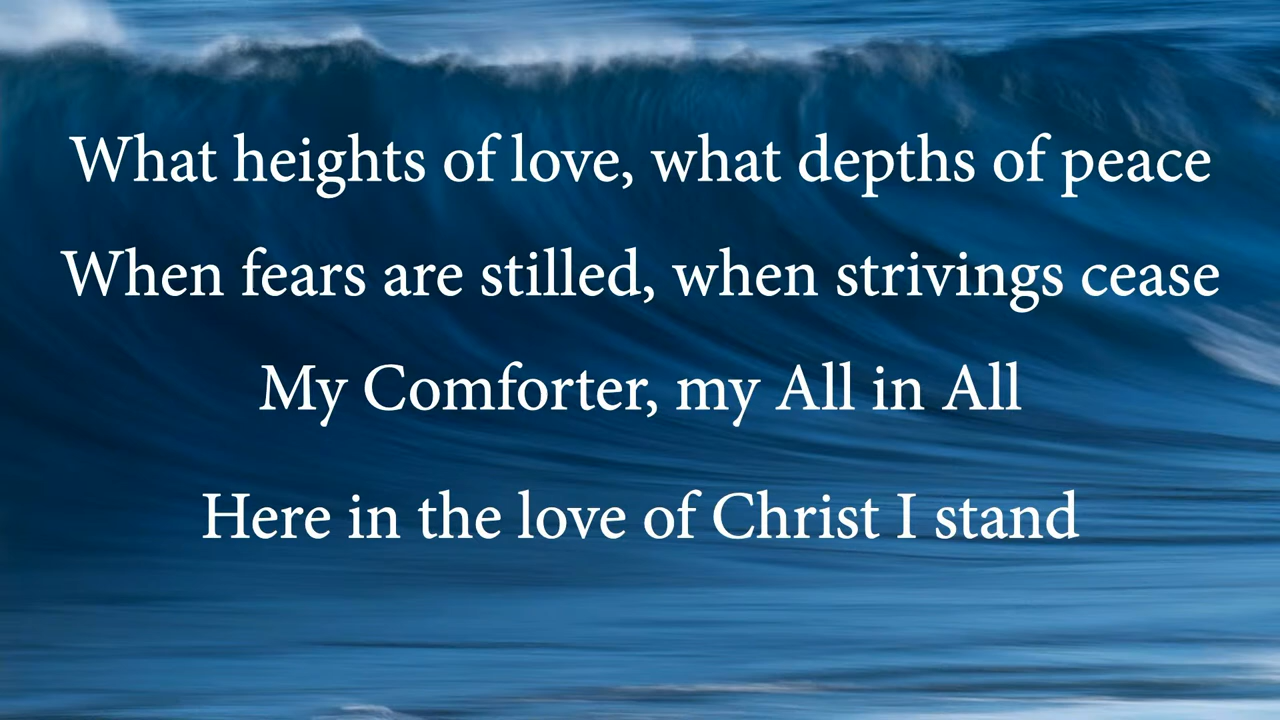 What heights of love, what depths of peace
When fears are stilled, when strivings cease
My Comforter, my All in All
Here in the love of Christ I stand